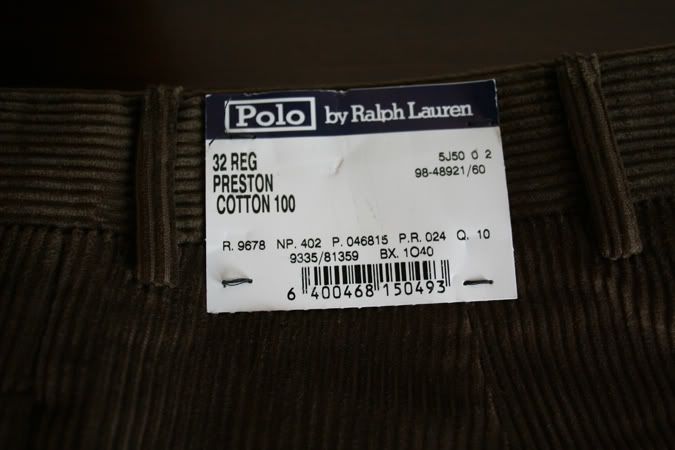 Polo by Ralph Lauren
32 REG 5J50 0 2
PRESTON 98-48921/60
COTTON 100
R. 9678 NP. 402 P. 046815 P.R. 024 Q. 10
9335/81359 BX. 1O40
6 400468 150493